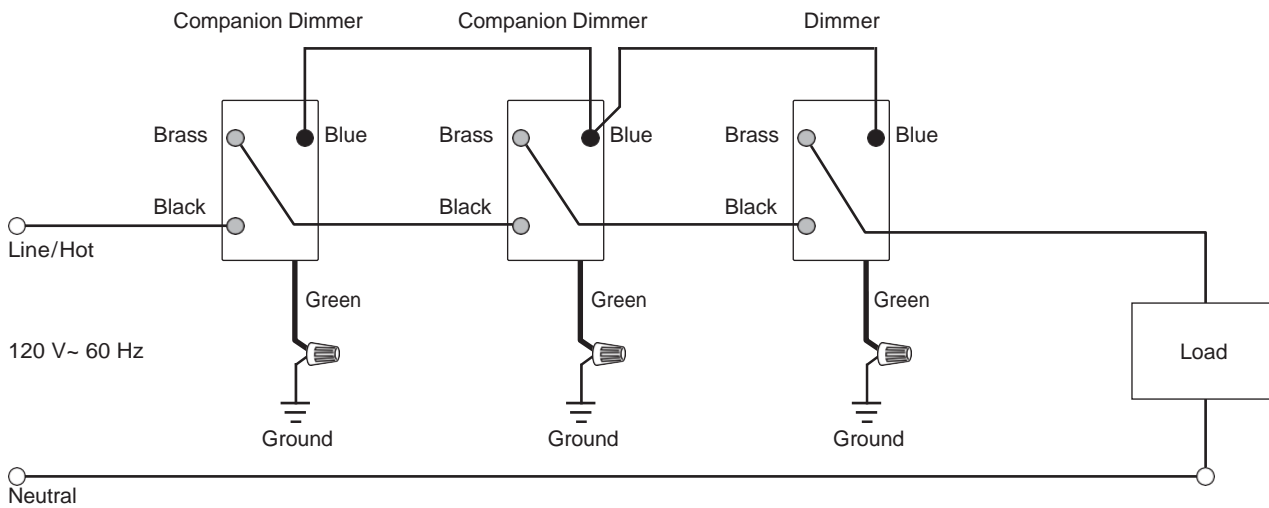 Companion Dimmer Companion Dimmer Dimmer
Brass Blue Brass Blue Brass Blue
Black Black Black
Line/Hot
Green Green Green
120 V~ 60 Hz
Load
Ground Ground Ground
Neutral